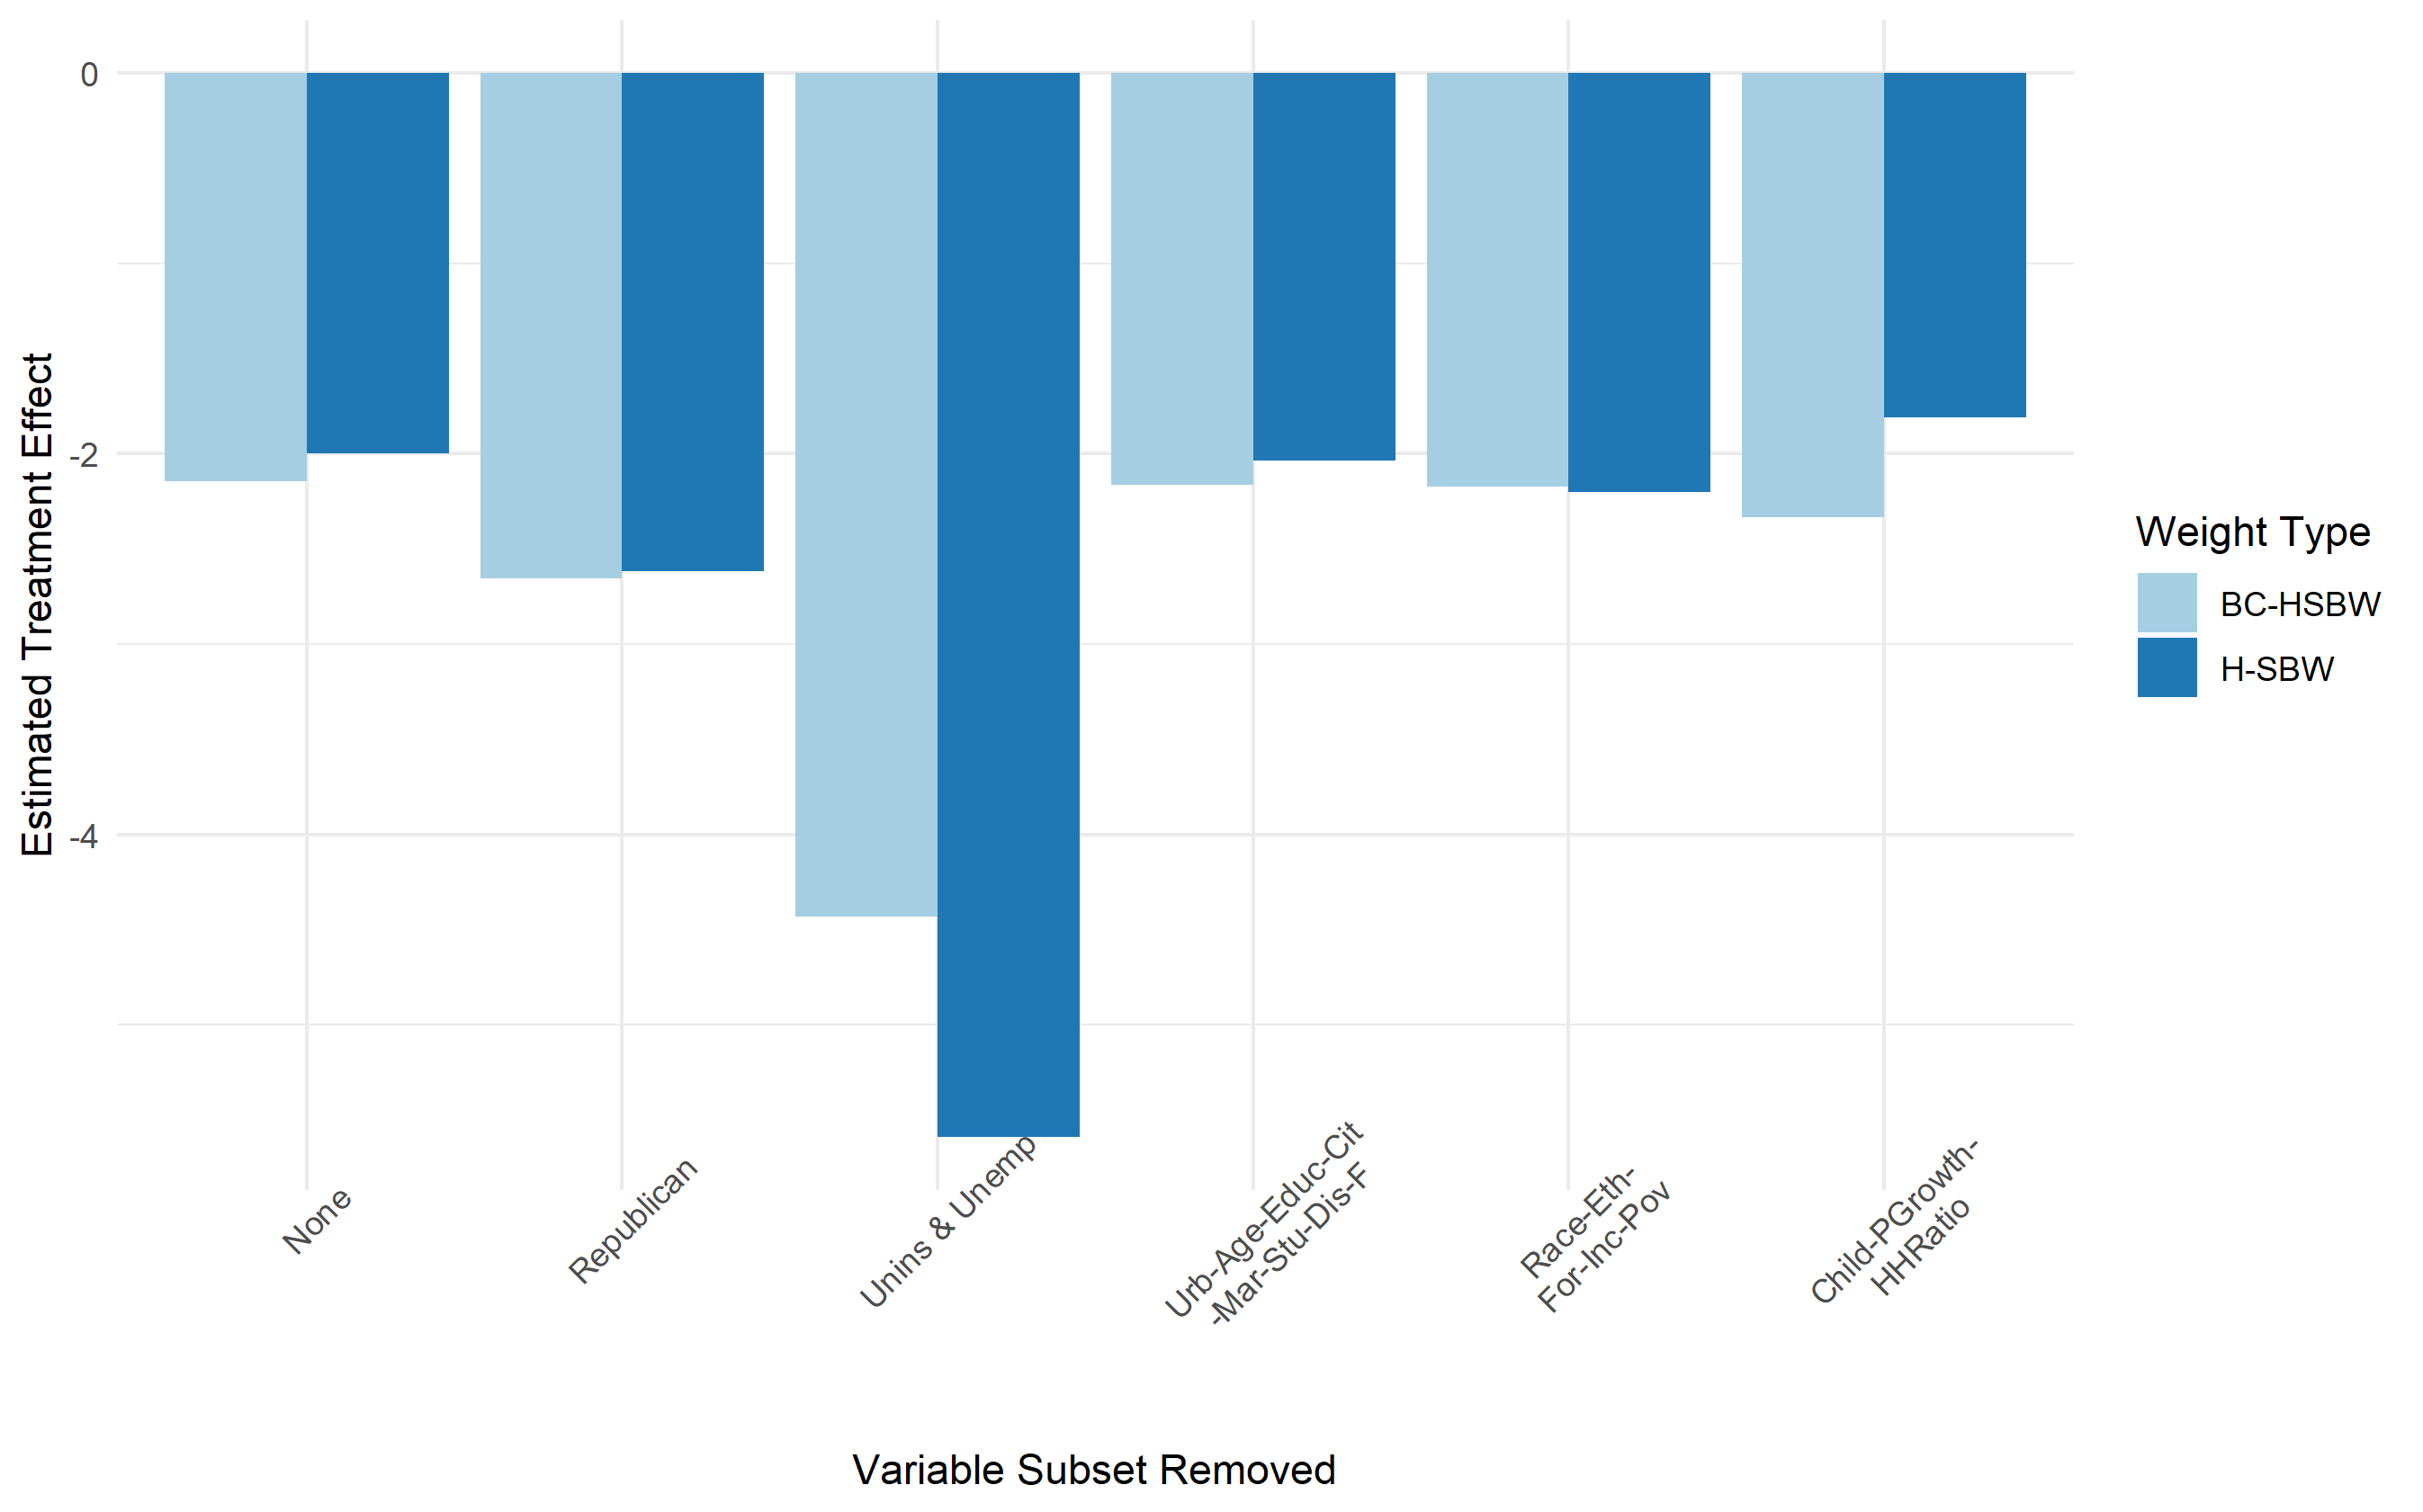 Estimated Treatment Effect
0
-2
-4
None
Republican
Unins & Unemp
Urb-Age-Educ-Cit
-Mar-Stu-Dis-F
Race-Eth-
For-Inc-Pov
Child-PGrowth-
HHRatio
Variable Subset Removed
Weight Type
BC-HSBW
H-SBW